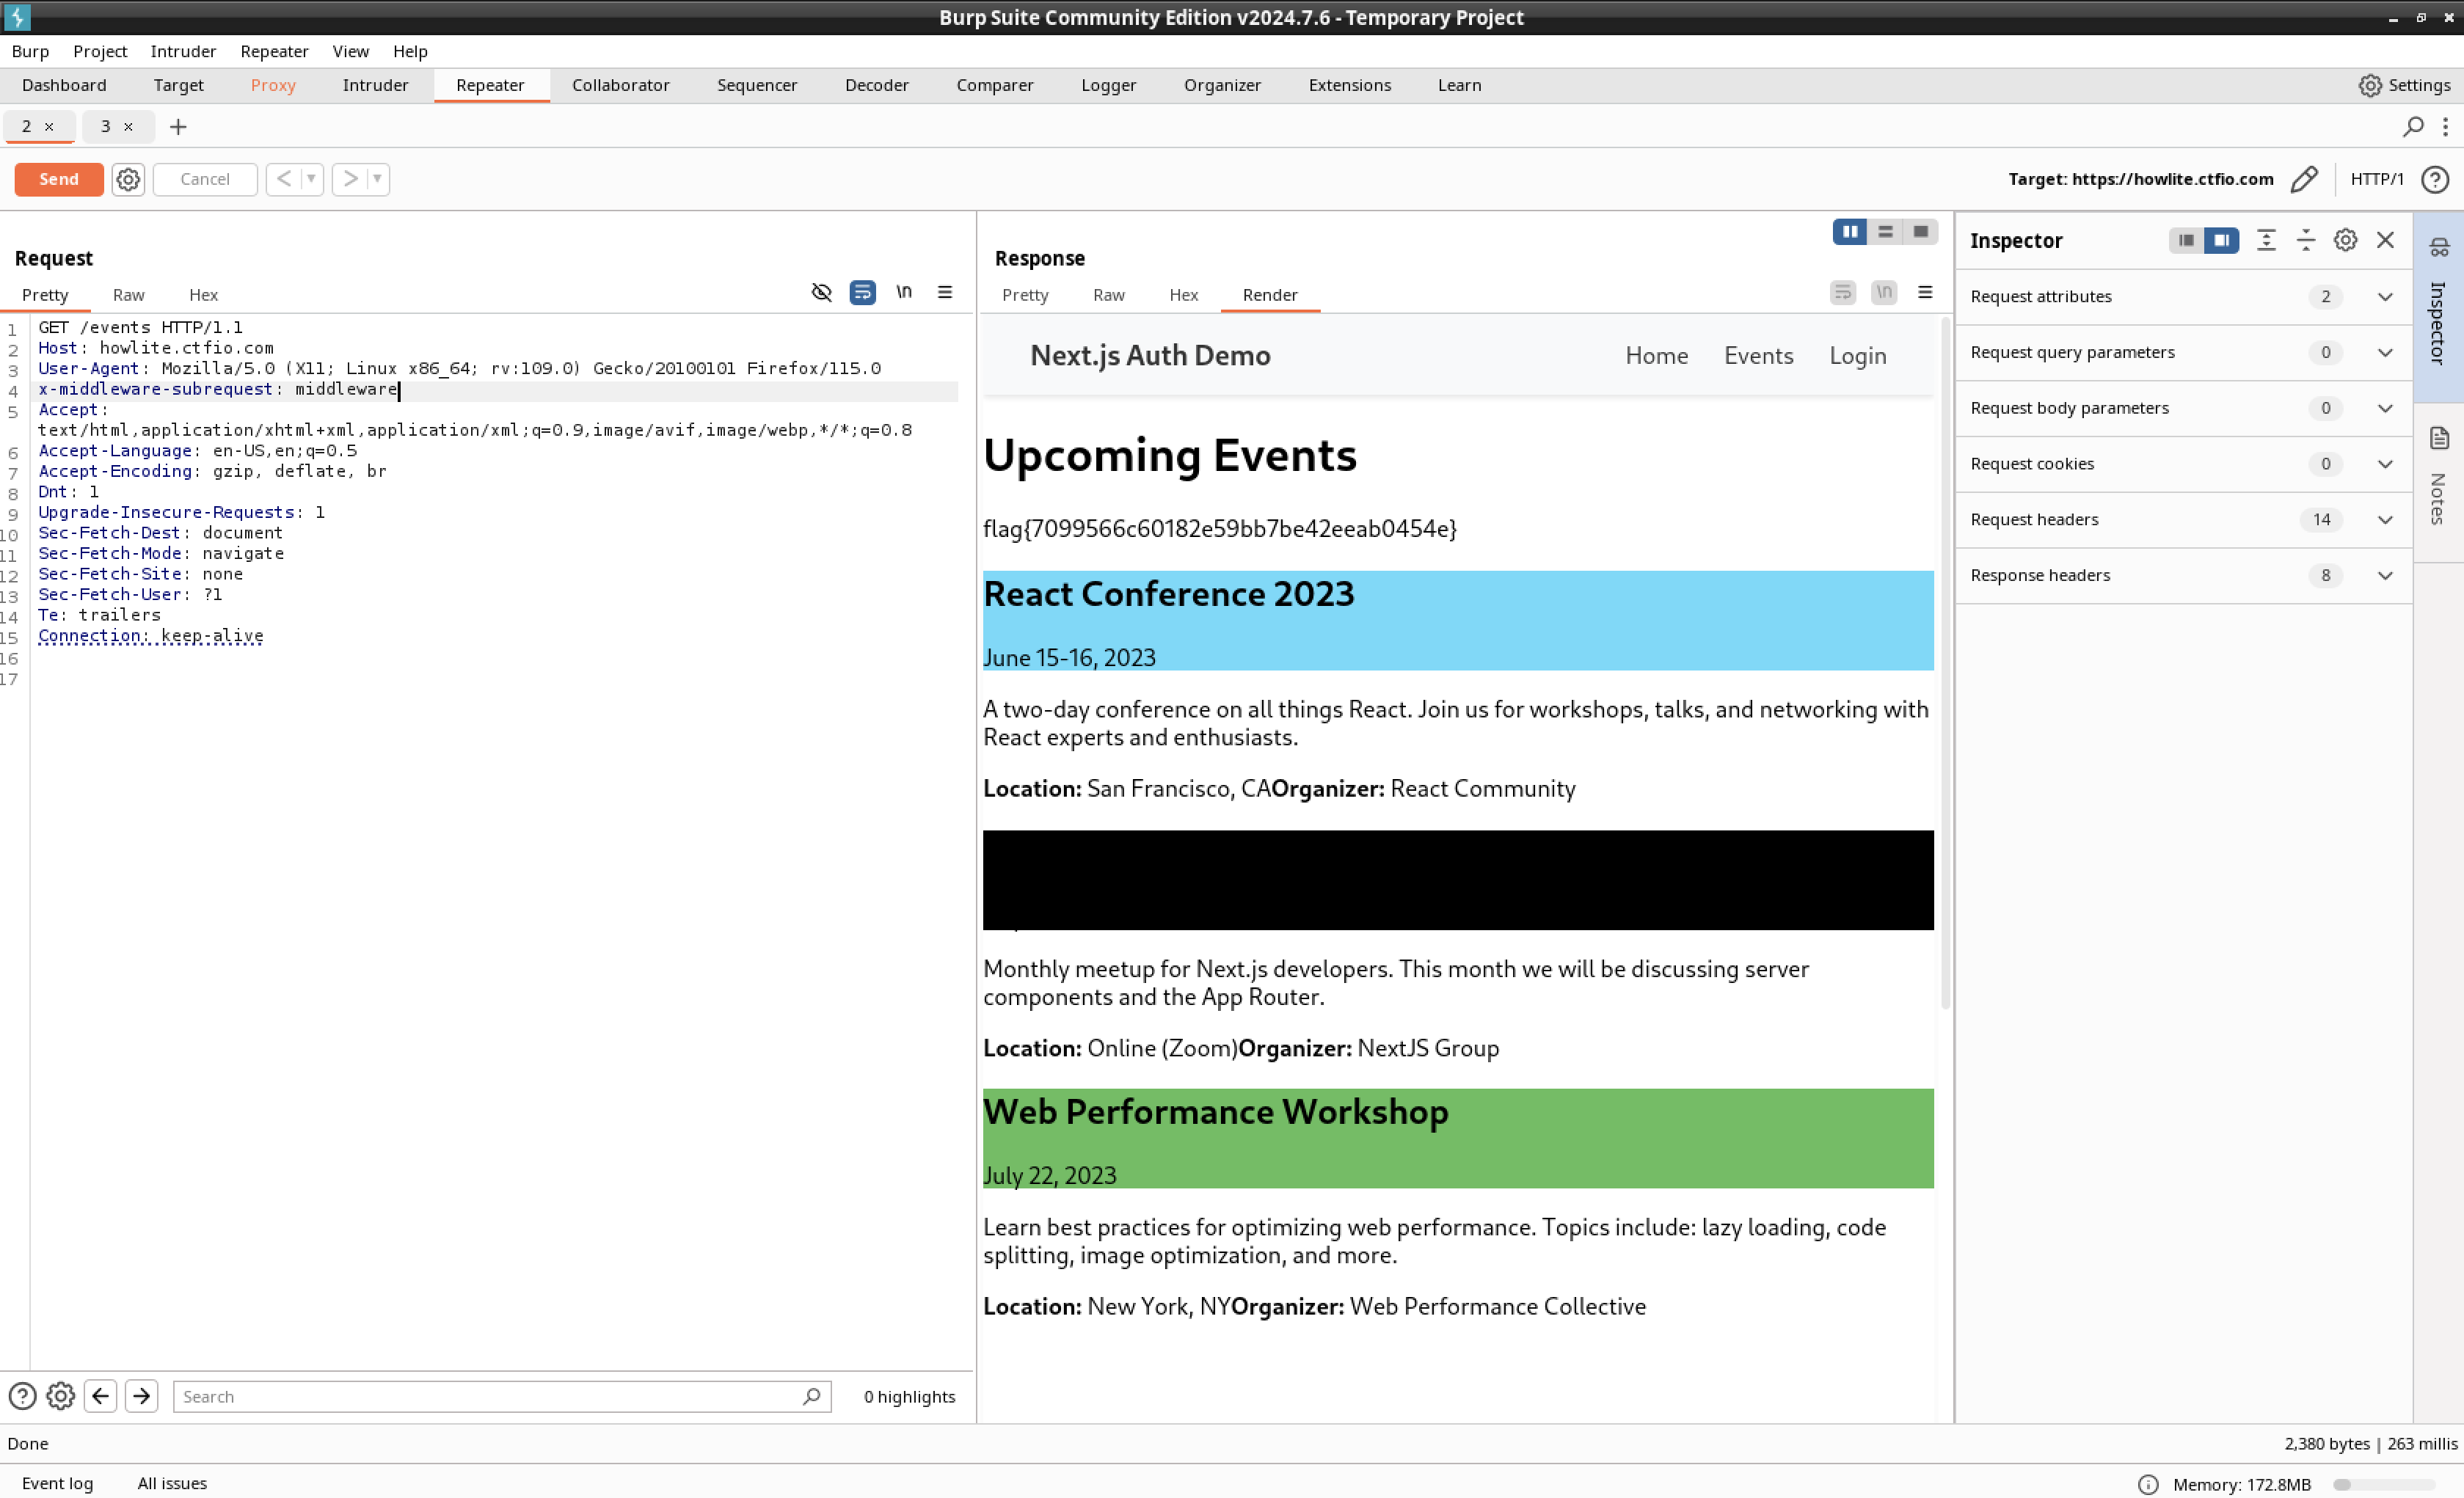 Burp Suite Community Edition v2024.7.6 - Temporary Project
Burp Project Intruder Repeater View Help
Dashboard Target Proxy Intruder Repeater Collaborator Sequencer Decoder Comparer Logger Organizer Extensions Learn Settings
2 × 3 × +
Send Cancel < > Target: https://howlite.ctfio.com HTTP/1
Request
Pretty Raw Hex \n
1 GET /events HTTP/1.1
2 Host: howlite.ctfio.com
3 User-Agent: Mozilla/5.0 (X11; Linux x86_64; rv:109.0) Gecko/20100101 Firefox/115.0
4 x-middleware-subrequest: middleware
5 Accept:
text/html,application/xhtml+xml,application/xml;q=0.9,image/avif,image/webp,*/*;q=0.8
6 Accept-Language: en-US,en;q=0.5
7 Accept-Encoding: gzip, deflate, br
8 Dnt: 1
9 Upgrade-Insecure-Requests: 1
10 Sec-Fetch-Dest: document
11 Sec-Fetch-Mode: navigate
12 Sec-Fetch-Site: none
13 Sec-Fetch-User: ?1
14 Te: trailers
15 Connection: keep-alive
16
17
Search 0 highlights
Response
Pretty Raw Hex Render \n
Next.js Auth Demo Home Events Login
Upcoming Events
flag{7099566c60182e59bb7be42eeab0454e}
React Conference 2023
June 15-16, 2023
A two-day conference on all things React. Join us for workshops, talks, and networking with
React experts and enthusiasts.
Location: San Francisco, CAOrganizer: React Community
Monthly meetup for Next.js developers. This month we will be discussing server
components and the App Router.
Location: Online (Zoom)Organizer: NextJS Group
Web Performance Workshop
July 22, 2023
Learn best practices for optimizing web performance. Topics include: lazy loading, code
splitting, image optimization, and more.
Location: New York, NYOrganizer: Web Performance Collective
Inspector
Request attributes 2
Request query parameters 0
Request body parameters 0
Request cookies 0
Request headers 14
Response headers 8
Inspector
Notes
Done 2,380 bytes | 263 millis
Event log All issues Memory: 172.8MB